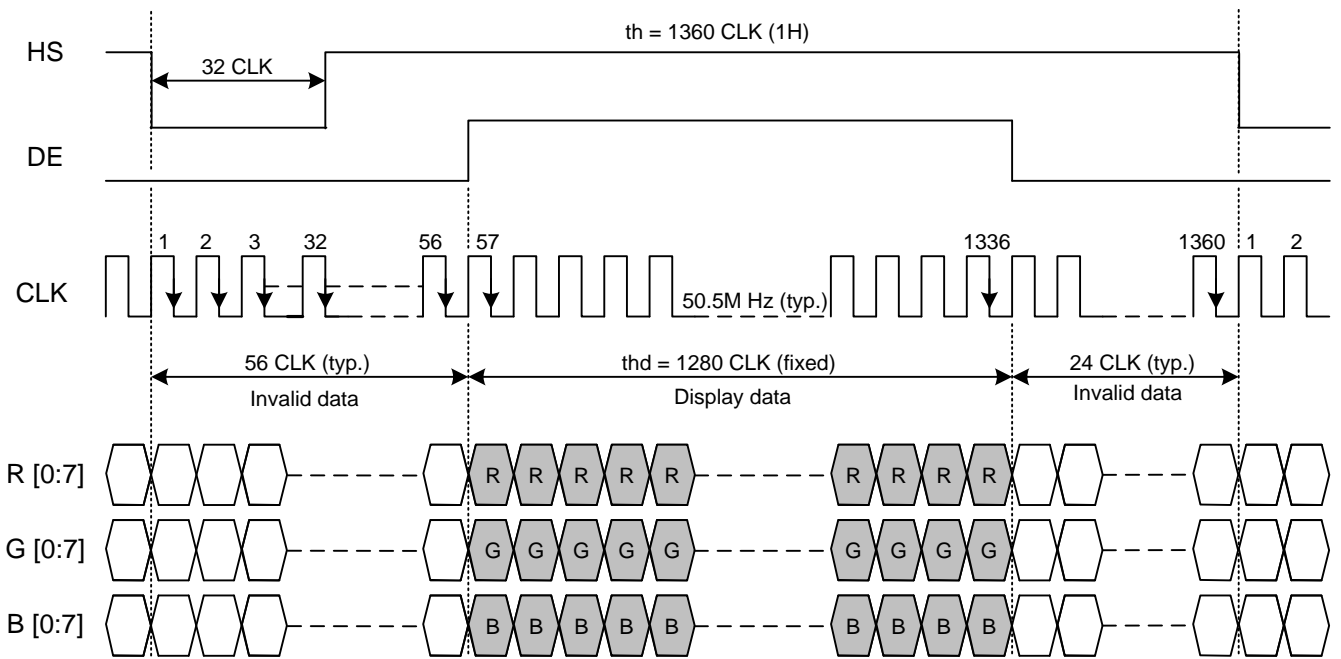 th = 1360 CLK (1H)
HS
32 CLK
DE
1 2 3 32 56 57 1336 1360 1 2
CLK
50.5M Hz (typ.)
56 CLK (typ.) thd = 1280 CLK (fixed) 24 CLK (typ.)
Invalid data Display data Invalid data
R [0:7] R R R R R R R R R
G [0:7] G G G G G G G G G
B [0:7] B B B B B B B B B